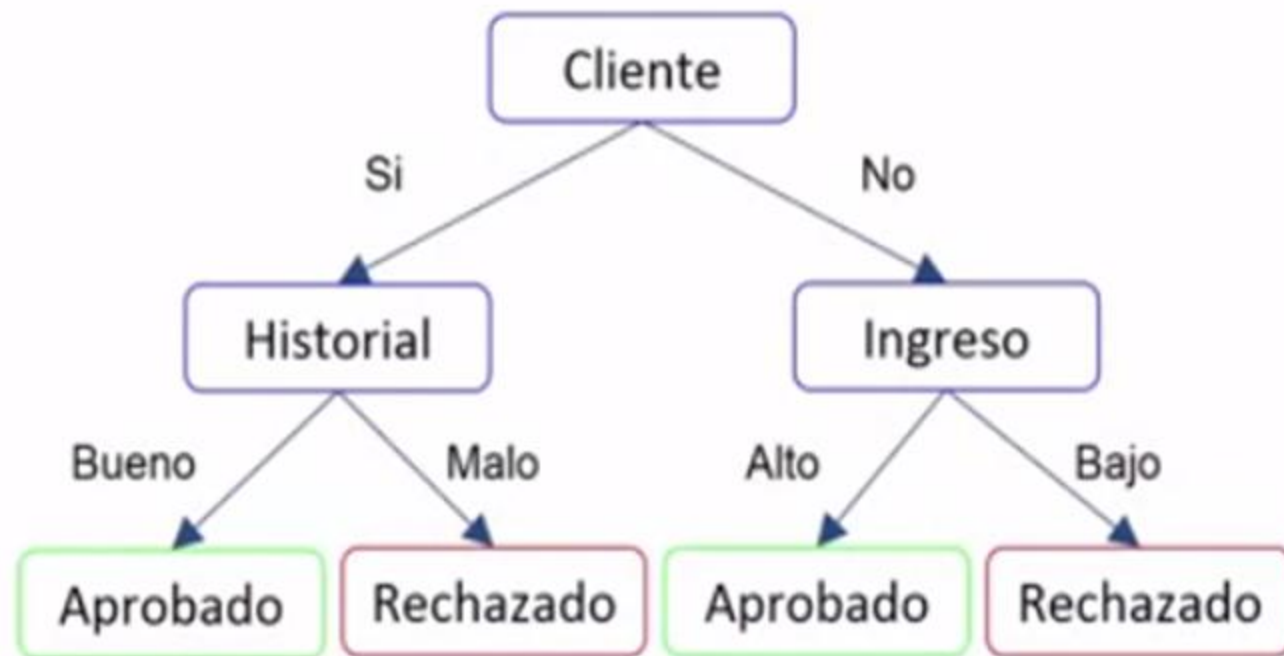 Cliente
Si
No
Historial
Ingreso
Bueno
Malo
Alto
Bajo
Aprobado
Rechazado
Aprobado
Rechazado